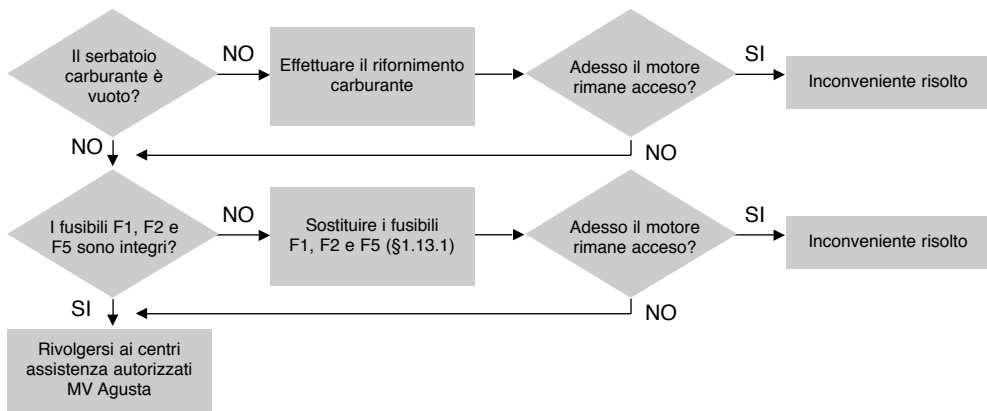 Il serbatoio
carburante è
vuoto?
NO
Effettuare il rifornimento
carburante
Adesso il motore
rimane acceso?
SI
Inconveniente risolto
NO
NO
I fusibili F1, F2 e
F5 sono integri?
NO
Sostituire i fusibili
F1, F2 e F5 (§1.13.1)
Adesso il motore
rimane acceso?
SI
Inconveniente risolto
SI
NO
Rivolgersi ai centri
assistenza autorizzati
MV Agusta